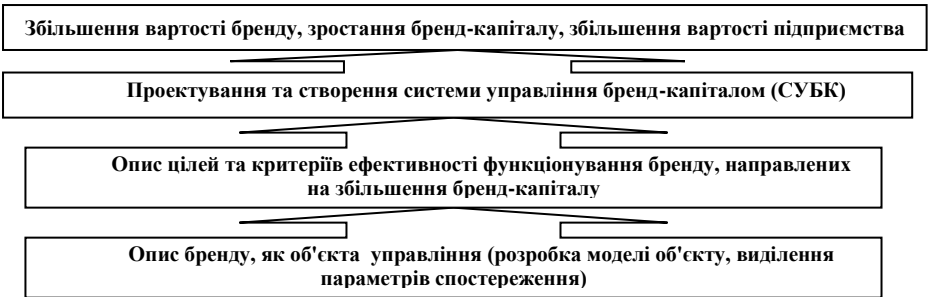 Збільшення вартості бренду, зростання бренд-капіталу, збільшення вартості підприємства
Проектування та створення системи управління бренд-капіталом (СУБК)
Опис цілей та критеріїв ефективності функціонування бренду, направлених
на збільшення бренд-капіталу
Опис бренду, як об'єкта управління (розробка моделі об'єкту, виділення
параметрів спостереження)